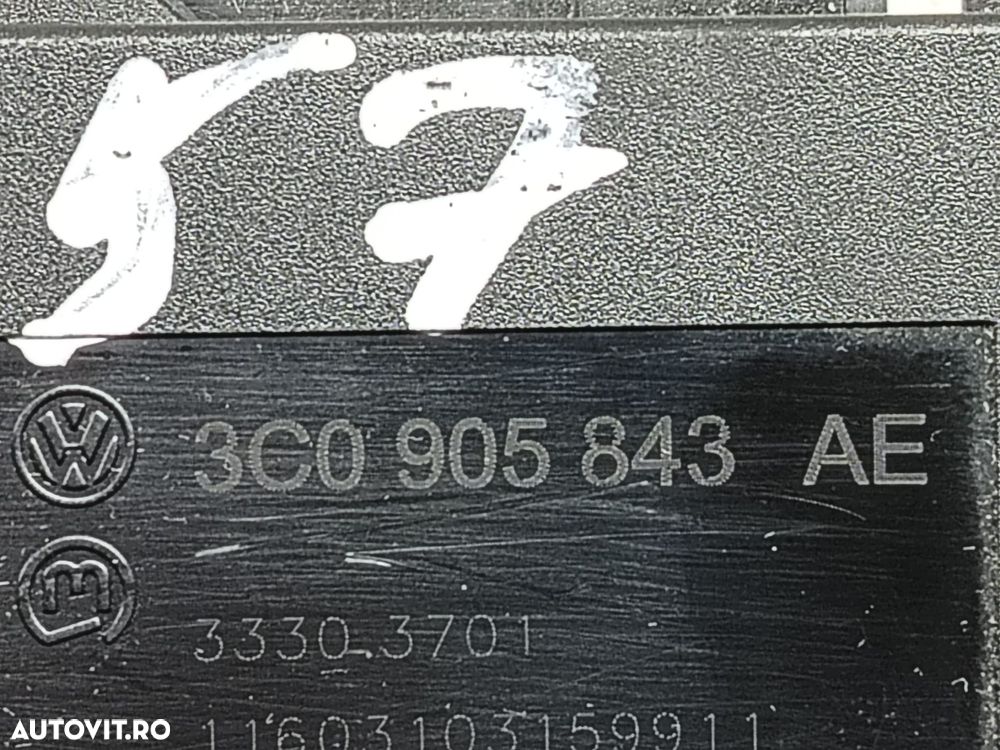 57
3C0 905 843 AE
3330.3701
11603103159911
AUTOVIT.RO